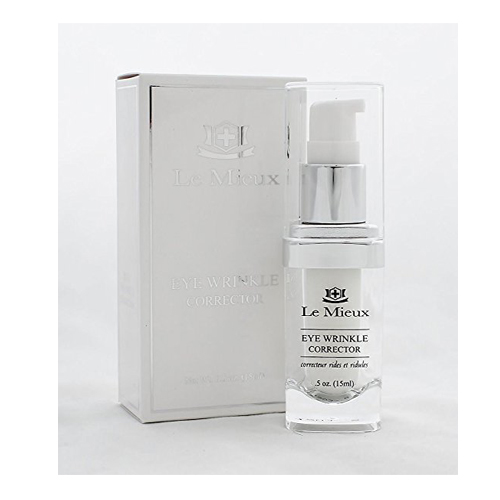 Le Mieux
EYE WRINKLE
CORRECTOR
Le Mieux
EYE WRINKLE
CORRECTOR
correcteur rides et ridules
.5 oz. (15ml)